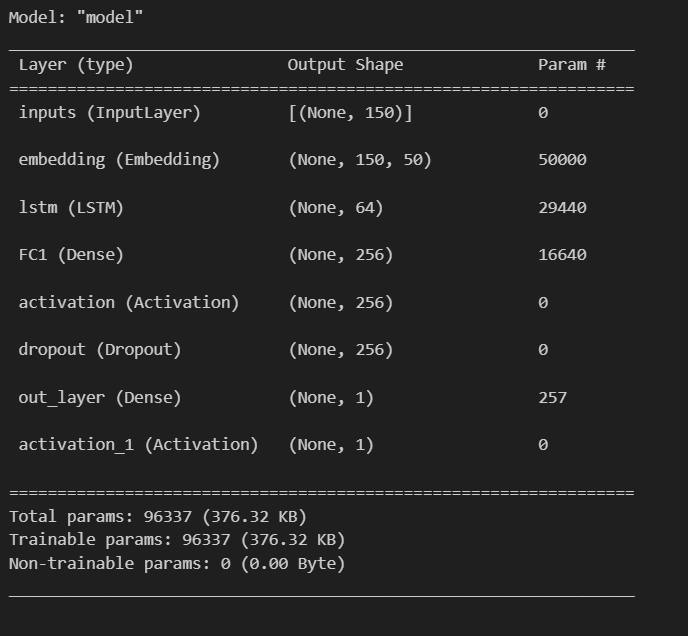 Model: "model"
_________________________________________________________________
Layer (type)                Output Shape              Param #
=================================================================
inputs (InputLayer)         [(None, 150)]             0
embedding (Embedding)       (None, 150, 50)           50000
lstm (LSTM)                 (None, 64)                29440
FC1 (Dense)                 (None, 256)               16640
activation (Activation)     (None, 256)               0
dropout (Dropout)           (None, 256)               0
out_layer (Dense)           (None, 1)                 257
activation_1 (Activation)   (None, 1)                 0
=================================================================
Total params: 96337 (376.32 KB)
Trainable params: 96337 (376.32 KB)
Non-trainable params: 0 (0.00 Byte)
_________________________________________________________________